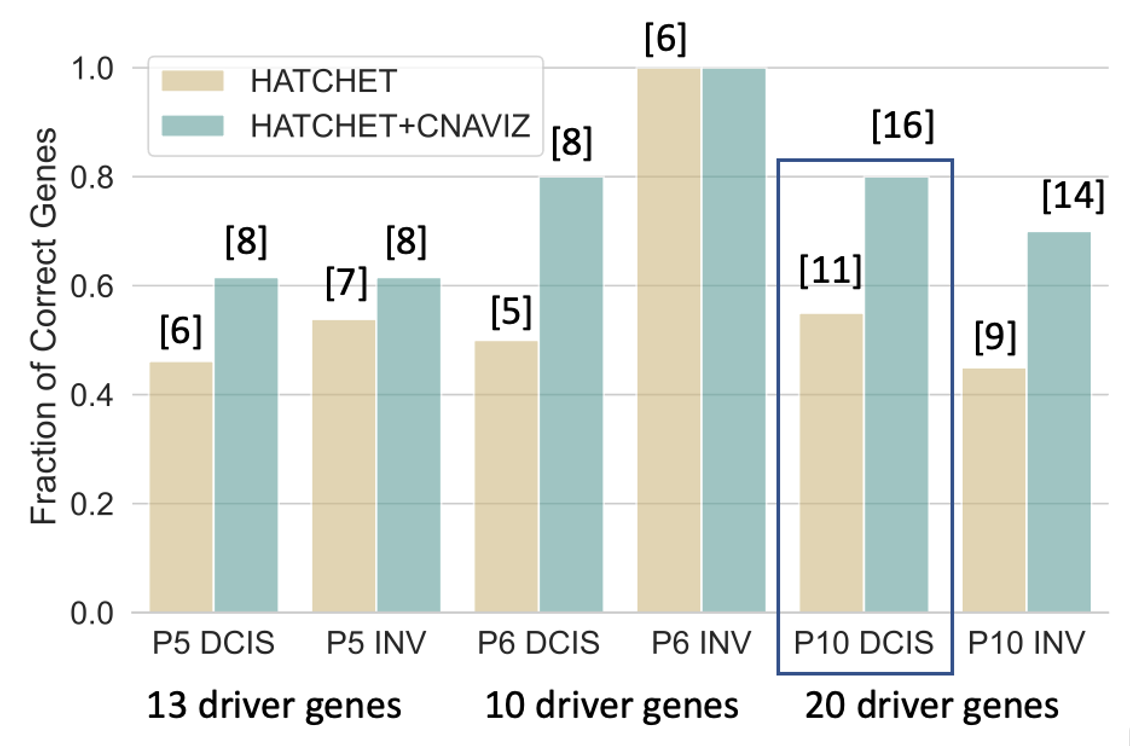 Fraction of Correct Genes
1.0
0.8
0.6
0.4
0.2
0.0
HATCHET
HATCHET+CNAVIZ
[6]
[8]
[7]
[8]
[5]
[8]
[6]
[11]
[16]
[9]
[14]
P5 DCIS
P5 INV
P6 DCIS
P6 INV
P10 DCIS
P10 INV
13 driver genes
10 driver genes
20 driver genes